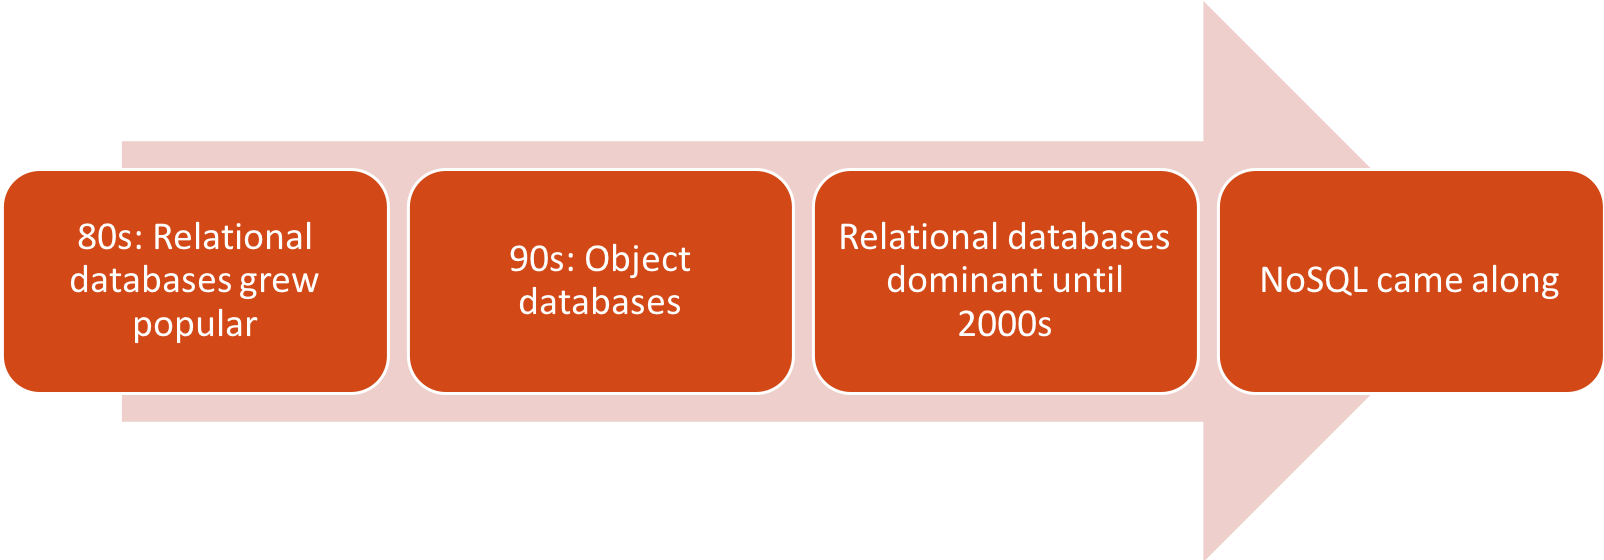 80s: Relational
databases grew
popular
90s: Object
databases
Relational databases
dominant until
2000s
NoSQL came along